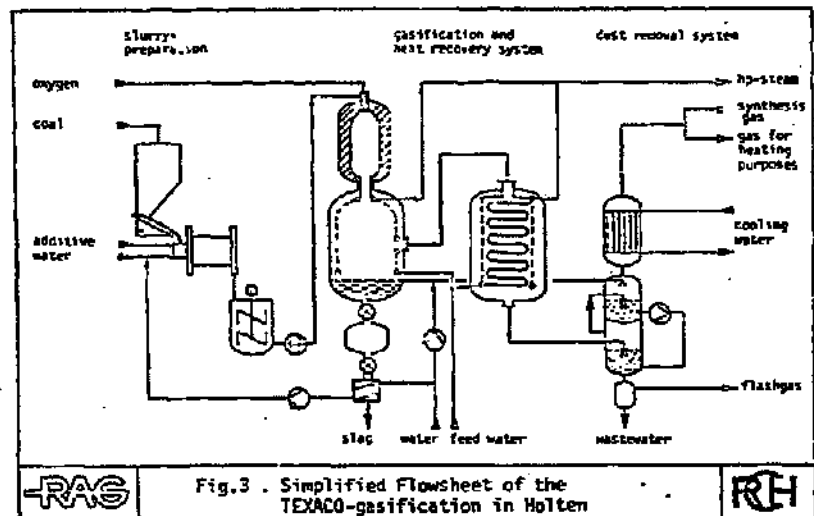 slurry-
preparation
gasification and
heat recovery system
dust removal system
oxygen
coal
additive
water
hp-steam
synthesis
gas
gas for
heating
purposes
cooling
water
flashgas
slag
water
feed water
wastewater
RAG
Fig.3 . Simplified Flowsheet of the
TEXACO-gasification in Holten
RCH